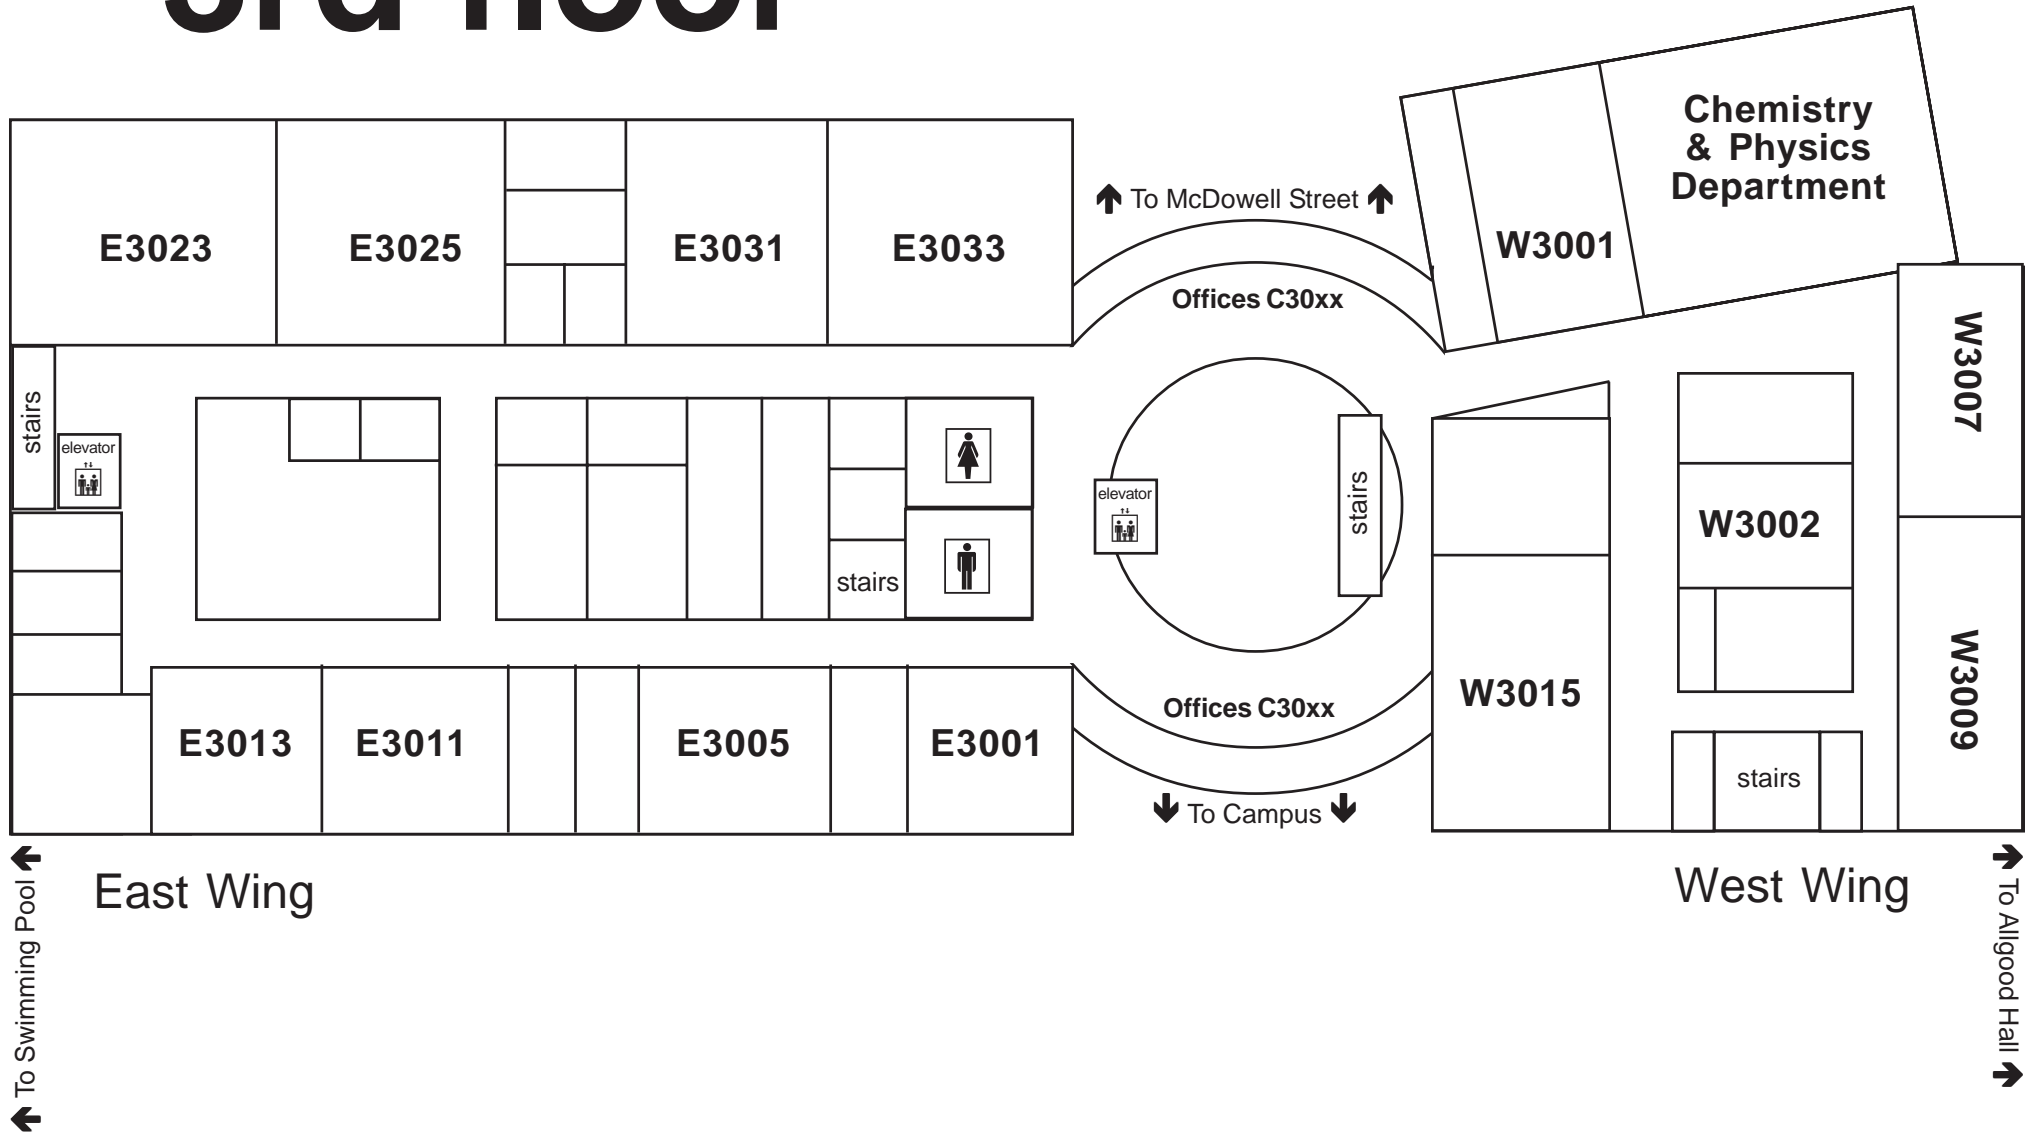 3rd floor
Chemistry
& Physics
Department
To McDowell Street
E3023
E3025
E3031
E3033
W3001
Offices C30xx
W3007
stairs
elevator
elevator
stairs
W3002
stairs
W3015
W3009
Offices C30xx
E3013
E3011
E3005
E3001
stairs
To Campus
East Wing
West Wing
To Swimming Pool
To Allgood Hall